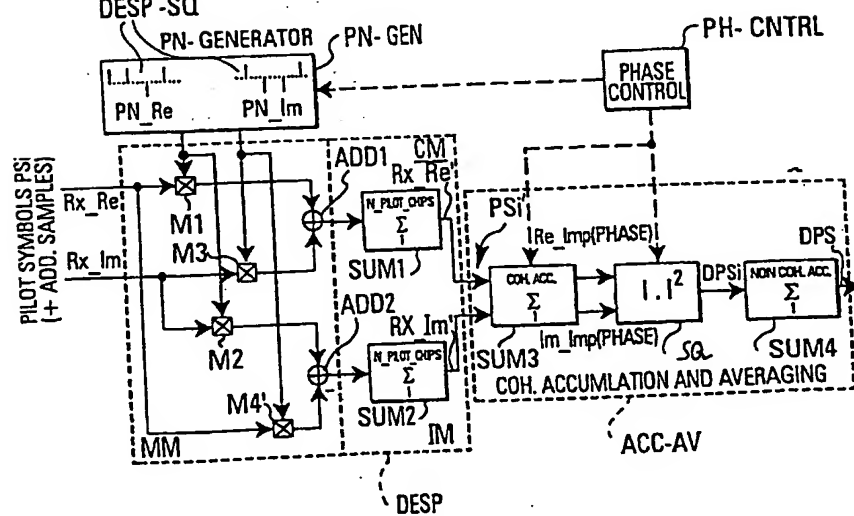 DESP-SQ
PN-GENERATOR
PN-GEN
PH-CNTRL
PN_Re
PN_Im
PHASE
CONTROL
PILOT SYMBOLS PSi
(+ ADD. SAMPLES)
Rx_Re
Rx_Im
M1
M3
M2
M4
MM
ADD1
ADD2
CM
Rx_Re'
N_PILOT_CHIPS
Σ
1
SUM1
RX_Im'
N_PILOT_CHIPS
Σ
1
SUM2
IM
DESP
PSi'
Re_Imp(PHASE)
COH. ACC.
Σ
1
SUM3
Im_Imp(PHASE)
|.|²
SQ
DPSi
NON COH. ACC.
Σ
1
SUM4
DPS
COH. ACCUMLATION AND AVERAGING
ACC-AV